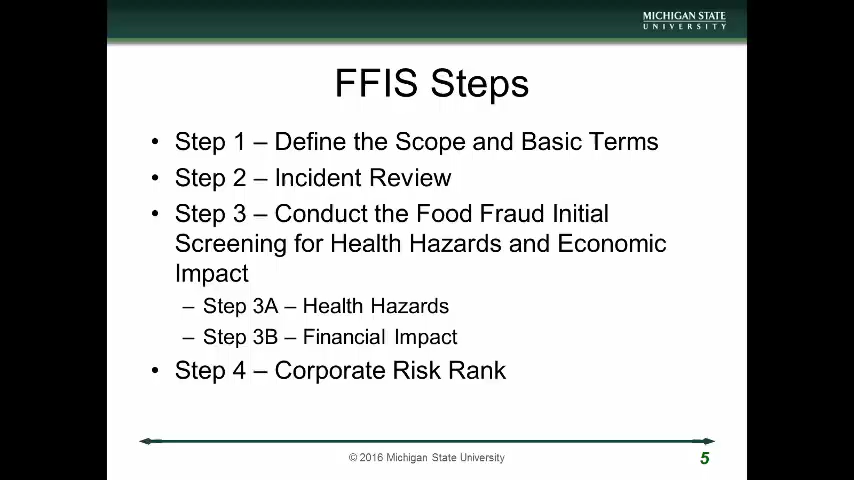 MICHIGAN STATE
UNIVERSITY
FFIS Steps
• Step 1 – Define the Scope and Basic Terms
• Step 2 – Incident Review
• Step 3 – Conduct the Food Fraud Initial
Screening for Health Hazards and Economic
Impact
– Step 3A – Health Hazards
– Step 3B – Financial Impact
• Step 4 – Corporate Risk Rank
© 2016 Michigan State University
5